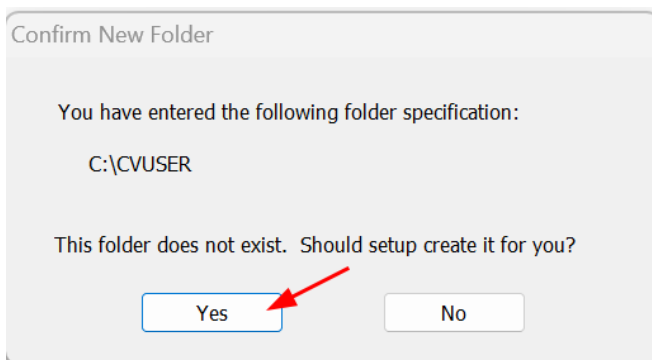 Confirm New Folder
You have entered the following folder specification:
C:\CVUSER
This folder does not exist.  Should setup create it for you?
Yes
No